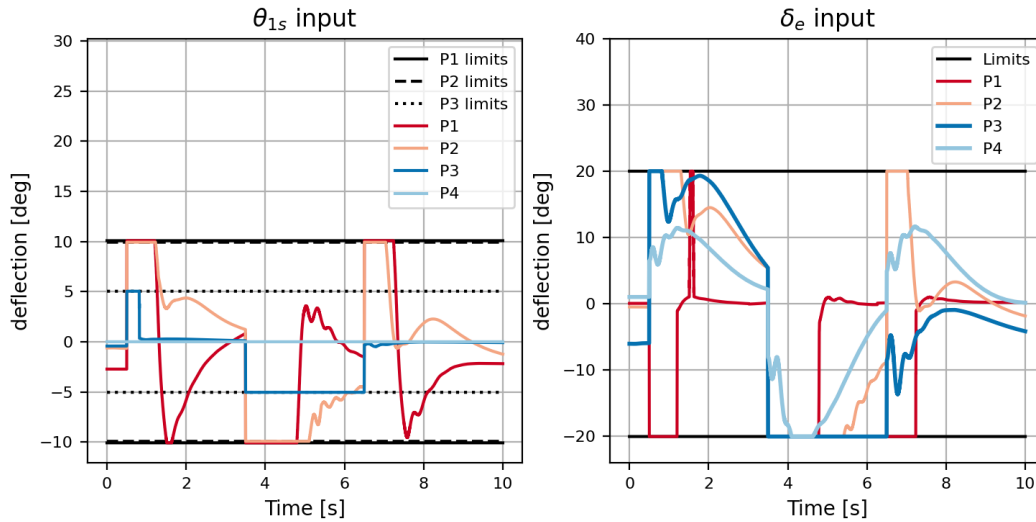 θ1s input
δe input
deflection [deg]
30
25
20
15
10
5
0
−5
−10
0
2
4
6
8
10
Time [s]
P1 limits
P2 limits
P3 limits
P1
P2
P3
P4
deflection [deg]
40
30
20
10
0
−10
−20
0
2
4
6
8
10
Time [s]
Limits
P1
P2
P3
P4